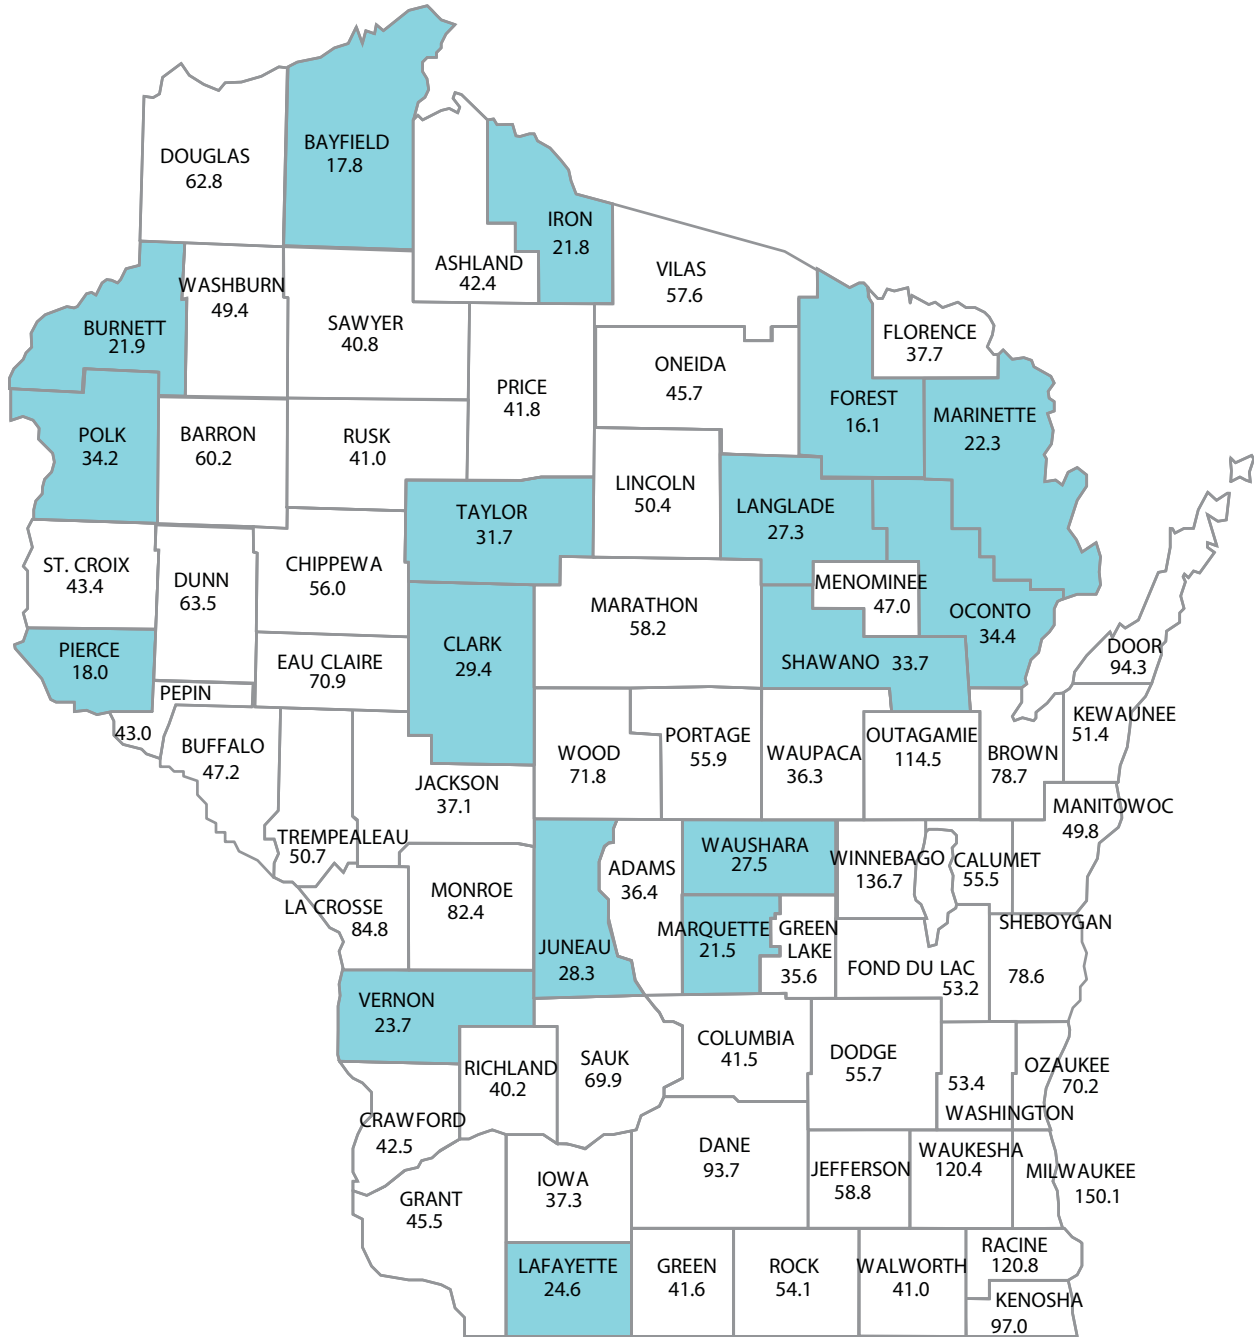 BAYFIELD
17.8
DOUGLAS
62.8
IRON
21.8
ASHLAND
42.4
VILAS
57.6
WASHBURN
49.4
BURNETT
21.9
SAWYER
40.8
FLORENCE
37.7
ONEIDA
45.7
PRICE
41.8
FOREST
16.1
MARINETTE
22.3
POLK
34.2
BARRON
60.2
RUSK
41.0
LINCOLN
50.4
LANGLADE
27.3
TAYLOR
31.7
ST. CROIX
43.4
DUNN
63.5
CHIPPEWA
56.0
MENOMINEE
47.0
MARATHON
58.2
OCONTO
34.4
PIERCE
18.0
CLARK
29.4
EAU CLAIRE
70.9
SHAWANO 33.7
DOOR
94.3
PEPIN
43.0
BUFFALO
47.2
KEWAUNEE
51.4
WOOD
71.8
PORTAGE
55.9
WAUPACA
36.3
OUTAGAMIE
114.5
BROWN
78.7
JACKSON
37.1
MANITOWOC
49.8
TREMPEALEAU
50.7
WAUSHARA
27.5
ADAMS
36.4
WINNEBAGO
136.7
CALUMET
55.5
MONROE
82.4
LA CROSSE
84.8
JUNEAU
28.3
MARQUETTE
21.5
GREEN
LAKE
35.6
SHEBOYGAN
78.6
FOND DU LAC
53.2
VERNON
23.7
COLUMBIA
41.5
DODGE
55.7
RICHLAND
40.2
SAUK
69.9
53.4
WASHINGTON
OZAUKEE
70.2
CRAWFORD
42.5
DANE
93.7
JEFFERSON
58.8
WAUKESHA
120.4
MILWAUKEE
150.1
IOWA
37.3
GRANT
45.5
LAFAYETTE
24.6
GREEN
41.6
ROCK
54.1
WALWORTH
41.0
RACINE
120.8
KENOSHA
97.0